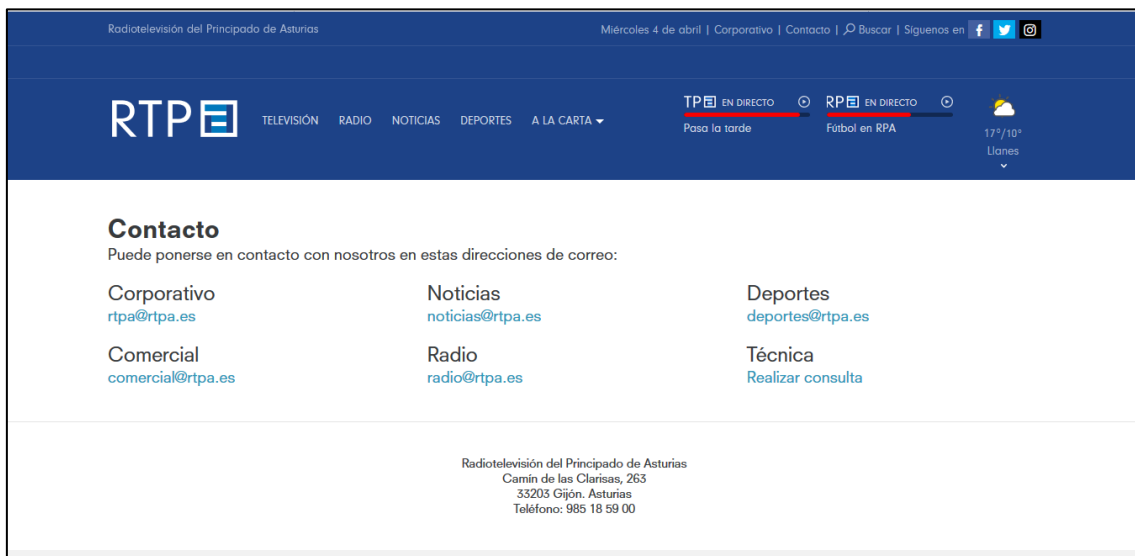 Radiotelevisión del Principado de Asturias
Miércoles 4 de abril | Corporativo | Contacto | Buscar | Síguenos en
RTPA TELEVISIÓN RADIO NOTICIAS DEPORTES A LA CARTA
TPA EN DIRECTO
Pasa la tarde
RPA EN DIRECTO
Fútbol en RPA
17°/10°
Llanes
Contacto
Puede ponerse en contacto con nosotros en estas direcciones de correo:
Corporativo
rtpa@rtpa.es
Noticias
noticias@rtpa.es
Deportes
deportes@rtpa.es
Comercial
comercial@rtpa.es
Radio
radio@rtpa.es
Técnica
Realizar consulta
Radiotelevisión del Principado de Asturias
Camín de las Clarisas, 263
33203 Gijón. Asturias
Teléfono: 985 18 59 00